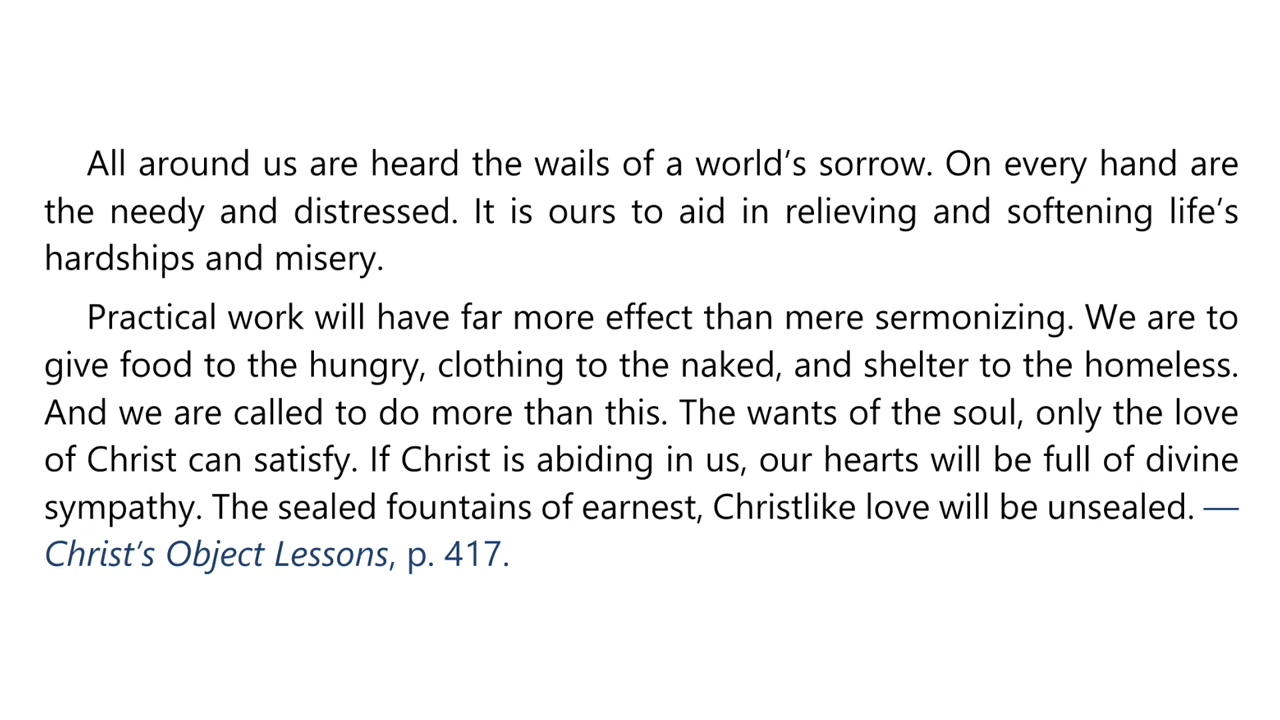 All around us are heard the wails of a world’s sorrow. On every hand are
the needy and distressed. It is ours to aid in relieving and softening life’s
hardships and misery.
Practical work will have far more effect than mere sermonizing. We are to
give food to the hungry, clothing to the naked, and shelter to the homeless.
And we are called to do more than this. The wants of the soul, only the love
of Christ can satisfy. If Christ is abiding in us, our hearts will be full of divine
sympathy. The sealed fountains of earnest, Christlike love will be unsealed. —
Christ’s Object Lessons, p. 417.